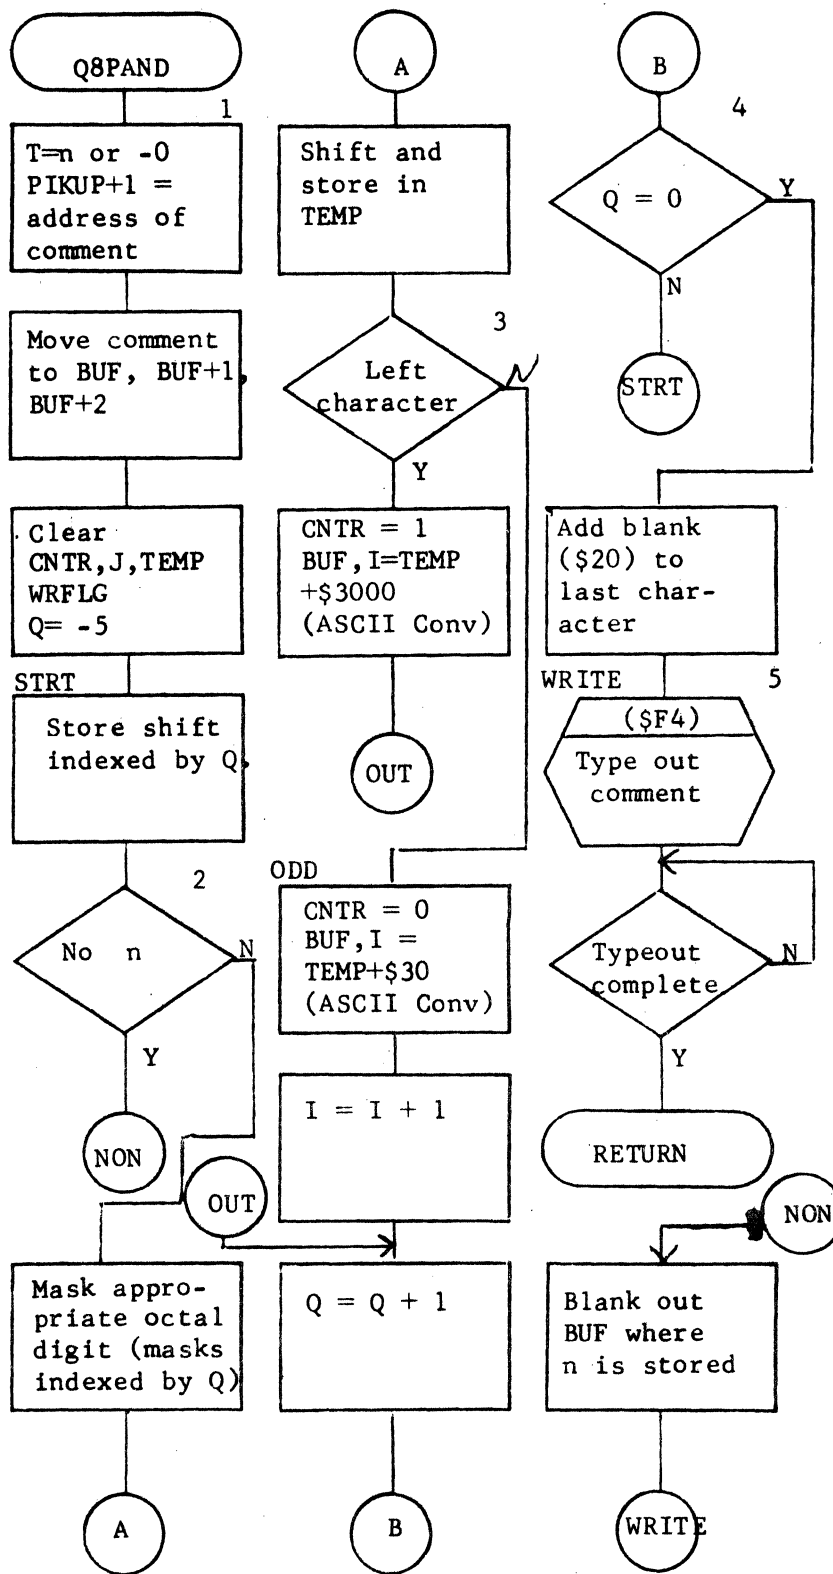 Q8PAND
1
T=n or -0
PIKUP+1 =
address of
comment
Move comment
to BUF, BUF+1,
BUF+2
Clear
CNTR,J,TEMP
WRFLG
Q= -5
STRT
Store shift
indexed by Q.
2
No n
N
Y
NON
Mask appro-
priate octal
digit (masks
indexed by Q)
A
A
Shift and
store in
TEMP
3
Left
character
N
Y
CNTR = 1
BUF,I=TEMP
+$3000
(ASCII Conv)
OUT
ODD
CNTR = 0
BUF,I =
TEMP+$30
(ASCII Conv)
I = I + 1
OUT
Q = Q + 1
B
B
4
Q = 0
Y
N
STRT
Add blank
($20) to
last char-
acter
WRITE
5
($F4)
Type out
comment
Typeout
complete
N
Y
RETURN
NON
Blank out
BUF where
n is stored
WRITE